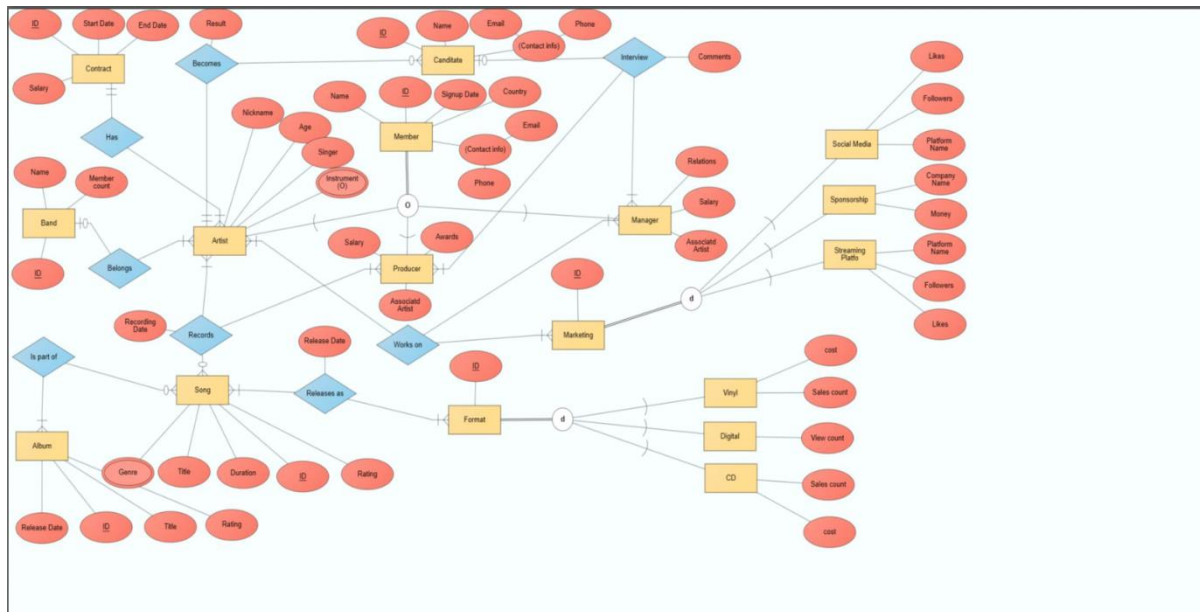 ID
Start Date
End Date
Result
Contract
Salary
Becomes
Has
ID
Name
Email
(Contact info)
Phone
Canditate
Interview
Comments
Name
ID
Signup Date
Country
Member
Email
(Contact info)
Phone
Nickname
Age
Singer
Instrument
(O)
Name
Member
count
Band
ID
Belongs
Artist
O
Relations
Manager
Salary
Associatd
Artist
Salary
Awards
Producer
Associatd
Artist
Likes
Followers
Social Media
Platform
Name
Company
Name
Sponsorship
Money
Streaming
Platfo
Platform
Name
Followers
Likes
d
ID
Marketing
Works on
Recording
Date
Records
Release Date
Releases as
Is part of
Song
ID
Format
d
Vinyl
cost
Sales count
Digital
View count
CD
Sales count
cost
Album
Genre
Title
Duration
ID
Rating
Release Date
ID
Title
Rating